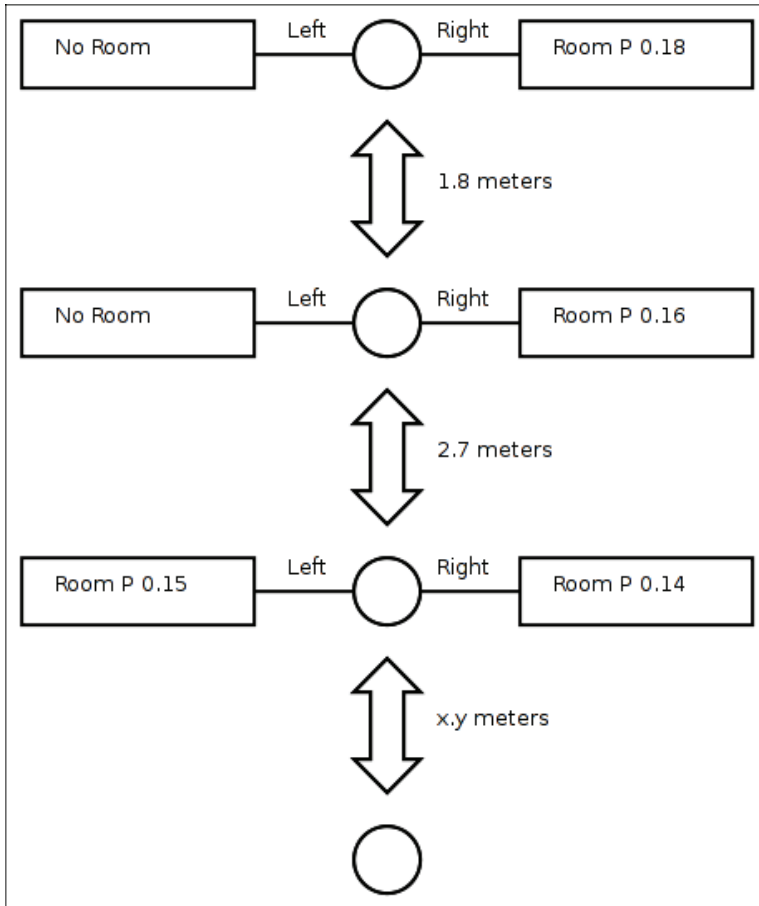 No Room
Left
Right
Room P 0.18
1.8 meters
No Room
Left
Right
Room P 0.16
2.7 meters
Room P 0.15
Left
Right
Room P 0.14
x.y meters